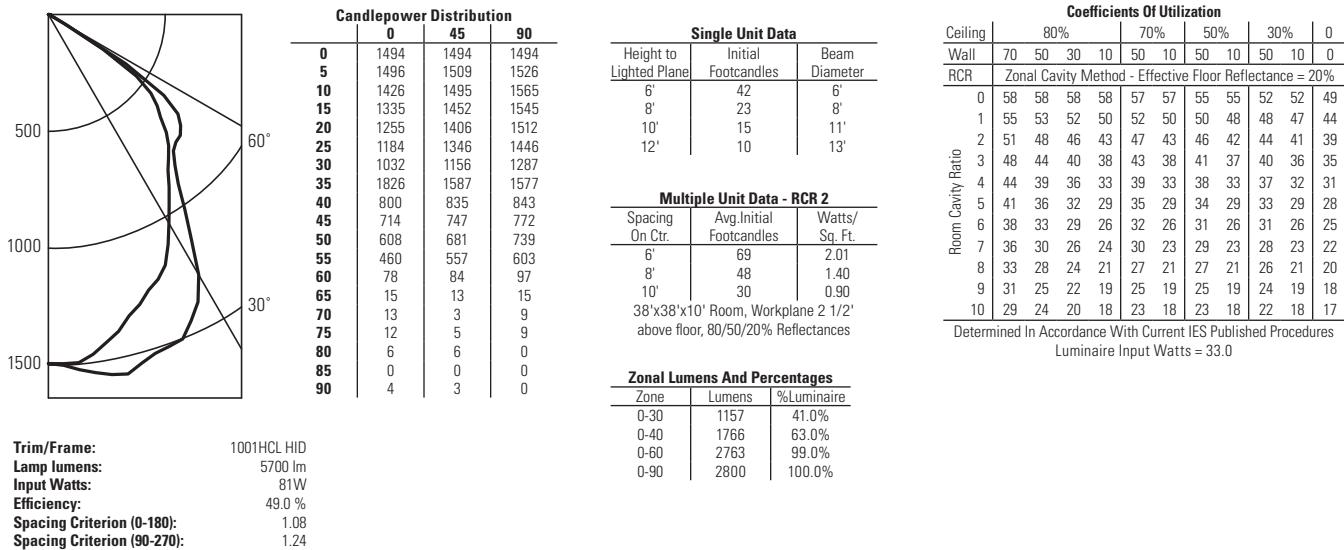 500
1000
1500
60°
30°
Candlepower Distribution
0 45 90
0 1494 1494 1494
5 1496 1509 1526
10 1426 1495 1565
15 1335 1452 1545
20 1255 1406 1512
25 1184 1346 1446
30 1032 1156 1287
35 1826 1587 1577
40 800 835 843
45 714 747 772
50 608 681 739
55 460 557 603
60 78 84 97
65 15 13 15
70 13 3 9
75 12 5 9
80 6 6 0
85 0 0 0
90 4 3 0
Trim/Frame: 1001HCL HID
Lamp lumens: 5700 lm
Input Watts: 81W
Efficiency: 49.0 %
Spacing Criterion (0-180): 1.08
Spacing Criterion (90-270): 1.24
Single Unit Data
Height to Initial Beam
Lighted Plane Footcandles Diameter
6' 42 6'
8' 23 8'
10' 15 11'
12' 10 13'
Multiple Unit Data - RCR 2
Spacing Avg.Initial Watts/
On Ctr. Footcandles Sq. Ft.
6' 69 2.01
8' 48 1.40
10' 30 0.90
38'x38'x10' Room, Workplane 2 1/2'
above floor, 80/50/20% Reflectances
Zonal Lumens And Percentages
Zone Lumens %Luminaire
0-30 1157 41.0%
0-40 1766 63.0%
0-60 2763 99.0%
0-90 2800 100.0%
Coefficients Of Utilization
Ceiling 80% 70% 50% 30% 0
Wall 70 50 30 10 50 10 50 10 50 10 0
RCR Zonal Cavity Method - Effective Floor Reflectance = 20%
Room Cavity Ratio
0 58 58 58 58 57 57 55 55 52 52 49
1 55 53 52 50 52 50 50 48 48 47 44
2 51 48 46 43 47 43 46 42 44 41 39
3 48 44 40 38 43 38 41 37 40 36 35
4 44 39 36 33 39 33 38 33 37 32 31
5 41 36 32 29 35 29 34 29 33 29 28
6 38 33 29 26 32 26 31 26 31 26 25
7 36 30 26 24 30 23 29 23 28 23 22
8 33 28 24 21 27 21 27 21 26 21 20
9 31 25 22 19 25 19 25 19 24 19 18
10 29 24 20 18 23 18 23 18 22 18 17
Determined In Accordance With Current IES Published Procedures
Luminaire Input Watts = 33.0